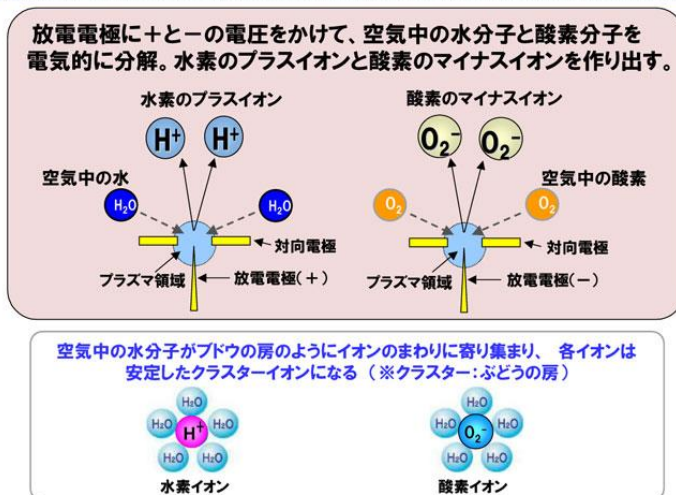 放電電極に＋と－の電圧をかけて、空気中の水分子と酸素分子を
電気的に分解。水素のプラスイオンと酸素のマイナスイオンを作り出す。
水素のプラスイオン
H⁺
H⁺
空気中の水
H₂O
H₂O
対向電極
プラズマ領域
放電電極(＋)
酸素のマイナスイオン
O₂⁻
O₂⁻
空気中の酸素
O₂
O₂
対向電極
プラズマ領域
放電電極(－)
空気中の水分子がブドウの房のようにイオンのまわりに寄り集まり、 各イオンは
安定したクラスターイオンになる （※クラスター：ぶどうの房）
H₂O
H₂O
H₂O
H⁺
H₂O
H₂O
水素イオン
H₂O
H₂O
H₂O
O₂⁻
H₂O
H₂O
酸素イオン